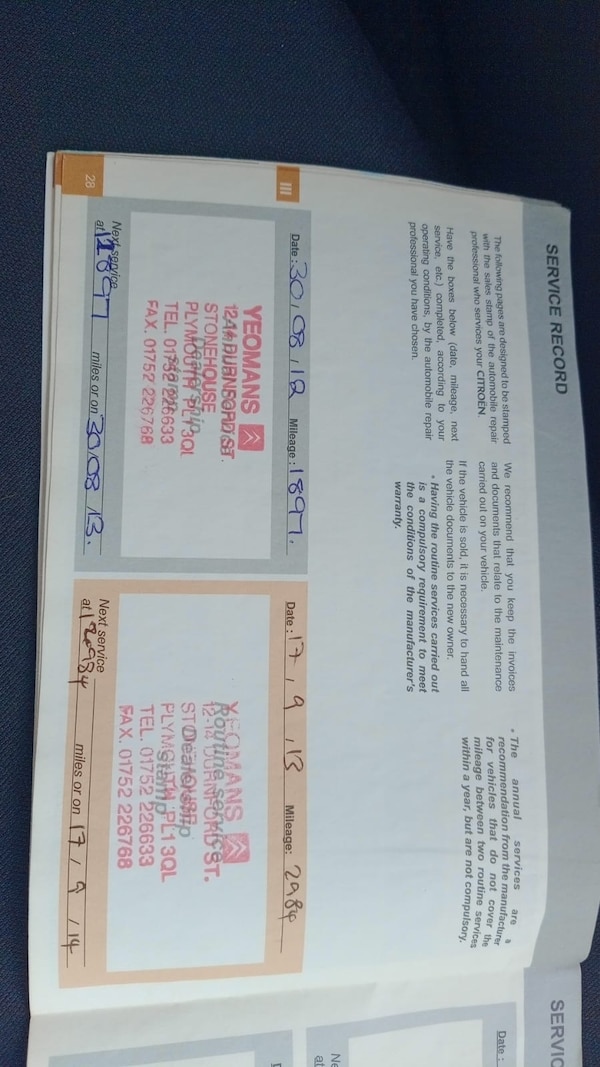 SERVICE RECORD
The following pages are designed to be stamped
with the sales stamp of the automobile repair
professional who services your CITROËN.
Have the boxes below (date, mileage, next
service, etc.) completed, according to your
operating conditions, by the automobile repair
professional you have chosen.
We recommend that you keep the invoices
and documents that relate to the maintenance
carried out on your vehicle.
If the vehicle is sold, it is necessary to hand all
the vehicle documents to the new owner.
* Having the routine services carried out
is a compulsory requirement to meet
the conditions of the manufacturer's
warranty.
* The annual services are a
recommendation from the manufacturer
for vehicles that do not cover the
mileage between two routine services
within a year, but are not compulsory.
III
Date : 30/08/12 Mileage : 1897.
YEOMANS
12-14 DURNFORD ST.
STONEHOUSE
Dealership
PLYMOUTH PL1 3QL
stamp
TEL. 01752 226633
FAX. 01752 226768
Next service
at 11897 miles or on 30/08/13.
Date : 17/9/13 Mileage: 2984
YEOMANS
Routine service
12-14 DURNFORD ST.
STONEHOUSE
Dealership
PLYMOUTH PL1 3QL
stamp
TEL. 01752 226633
FAX. 01752 226768
Next service
at 12984 miles or on 17/9/14
28
SERVIC
Date :
Ne
at